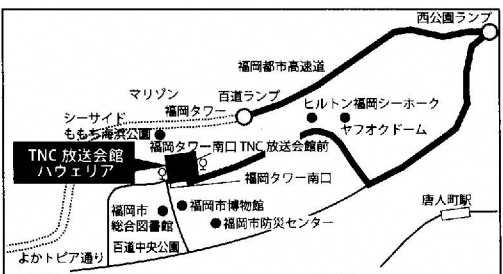 西公園ランプ
福岡都市高速道
マリゾン
百道ランプ
福岡タワー
シーサイド
ももち海浜公園
ヒルトン福岡シーホーク
ヤフオクドーム
福岡タワー南口
TNC放送会館前
TNC 放送会館
ハウェリア
福岡タワー南口
唐人町駅
福岡市
総合図書館
福岡市博物館
福岡市防災センター
百道中央公園
よかトピア通り